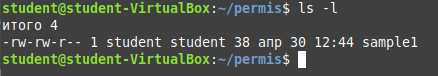 student@student-VirtualBox:~/permis$ ls -l
итого 4
-rw-rw-r-- 1 student student 38 апр 30 12:44 sample1
student@student-VirtualBox:~/permis$